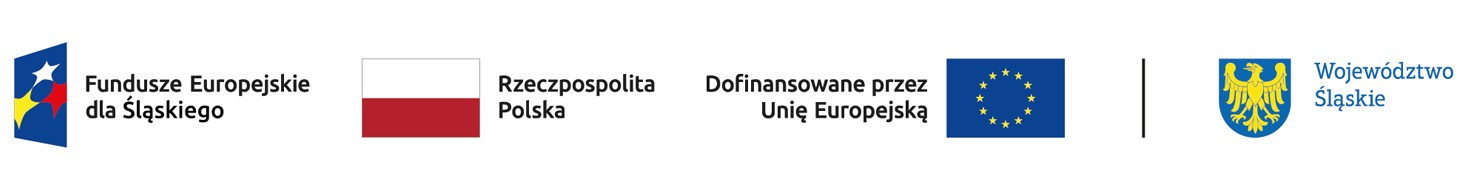 Fundusze Europejskie
dla Śląskiego
Rzeczpospolita
Polska
Dofinansowane przez
Unię Europejską
Województwo
Śląskie